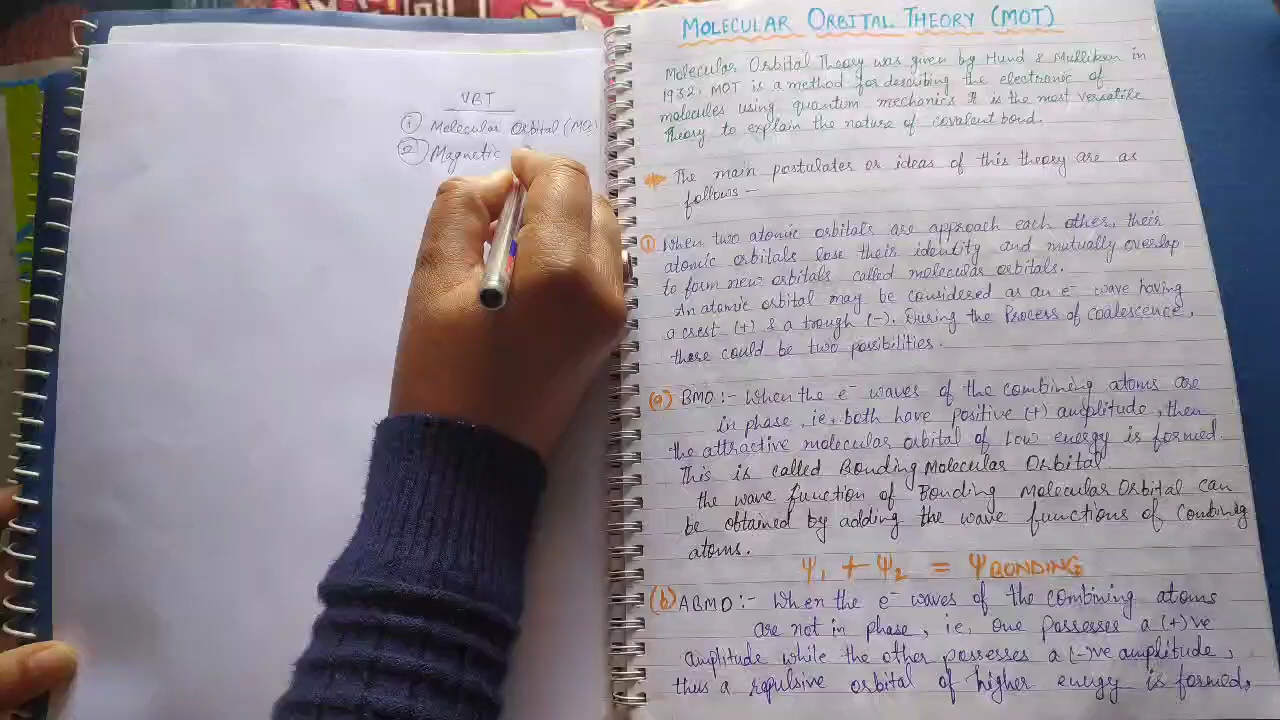 VBT
① Molecular Orbital (MO)
② Magnetic
MOLECULAR ORBITAL THEORY (MOT)
Molecular Orbital Theory was given by Hund & Mulliken in
1932. MOT is a method for describing the electronic of
molecules using quantum mechanics It is the most versatile
Theory to explain the nature of covalent bond.
The main postulates or ideas of this theory are as
follows -
① When two atomic orbitals are approach each other, their
atomic orbitals lose their identity and mutually overlap
to form new orbitals called molecular orbitals.
An atomic orbital may be considered as an e⁻ wave having
a crest (+) & a trough (-). During the Process of coalescence,
there could be two possibilities.
(a) BMO :- When the e⁻ waves of the combining atoms are
in phase, ie, both have positive (+) amplitude, then
the attractive molecular orbital of Low energy is formed.
This is called Bonding Molecular Orbital
the wave function of Bonding Molecular Orbital can
be obtained by adding the wave functions of combining
atoms.
Ψ₁ + Ψ₂ = Ψ BONDING
(b) ABMO :- When the e⁻ waves of the combining atoms
are not in phase, ie, one possesses a (+)ve
amplitude while the other possesses a (-)ve amplitude,
thus a repulsive orbital of higher energy is formed,